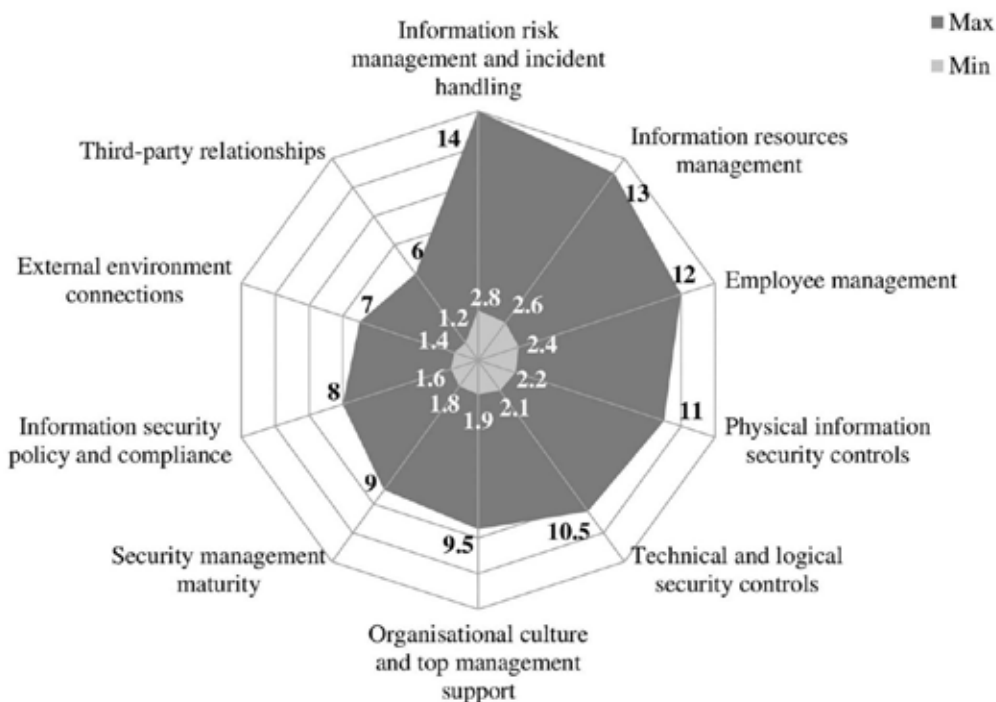 Information risk
management and incident
handling
Max
Min
Information resources
management
Employee management
Physical information
security controls
Technical and logical
security controls
Organisational culture
and top management
support
Security management
maturity
Information security
policy and compliance
External environment
connections
Third-party relationships
14
13
12
11
10.5
9.5
9
8
7
6
2.8
2.6
2.4
2.2
2.1
1.9
1.8
1.6
1.4
1.2